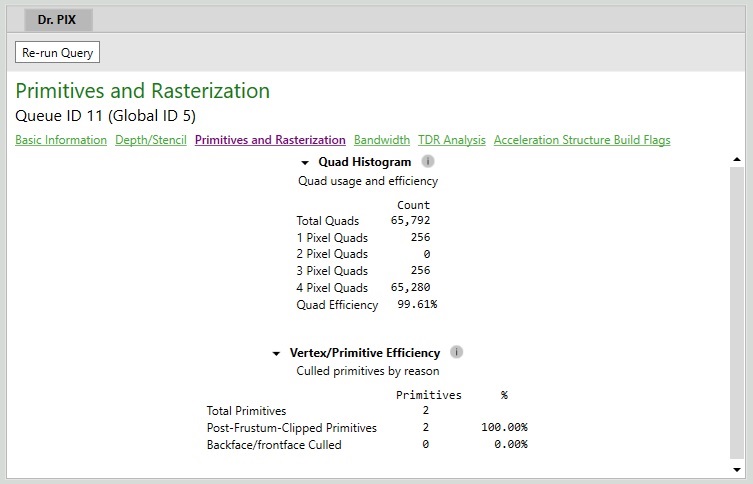 Dr. PIX
Re-run Query
Primitives and Rasterization
Queue ID 11 (Global ID 5)
Basic Information Depth/Stencil Primitives and Rasterization Bandwidth TDR Analysis Acceleration Structure Build Flags
Quad Histogram i
Quad usage and efficiency
Count
Total Quads 65,792
1 Pixel Quads 256
2 Pixel Quads 0
3 Pixel Quads 256
4 Pixel Quads 65,280
Quad Efficiency 99.61%
Vertex/Primitive Efficiency i
Culled primitives by reason
Primitives %
Total Primitives 2
Post-Frustum-Clipped Primitives 2 100.00%
Backface/frontface Culled 0 0.00%